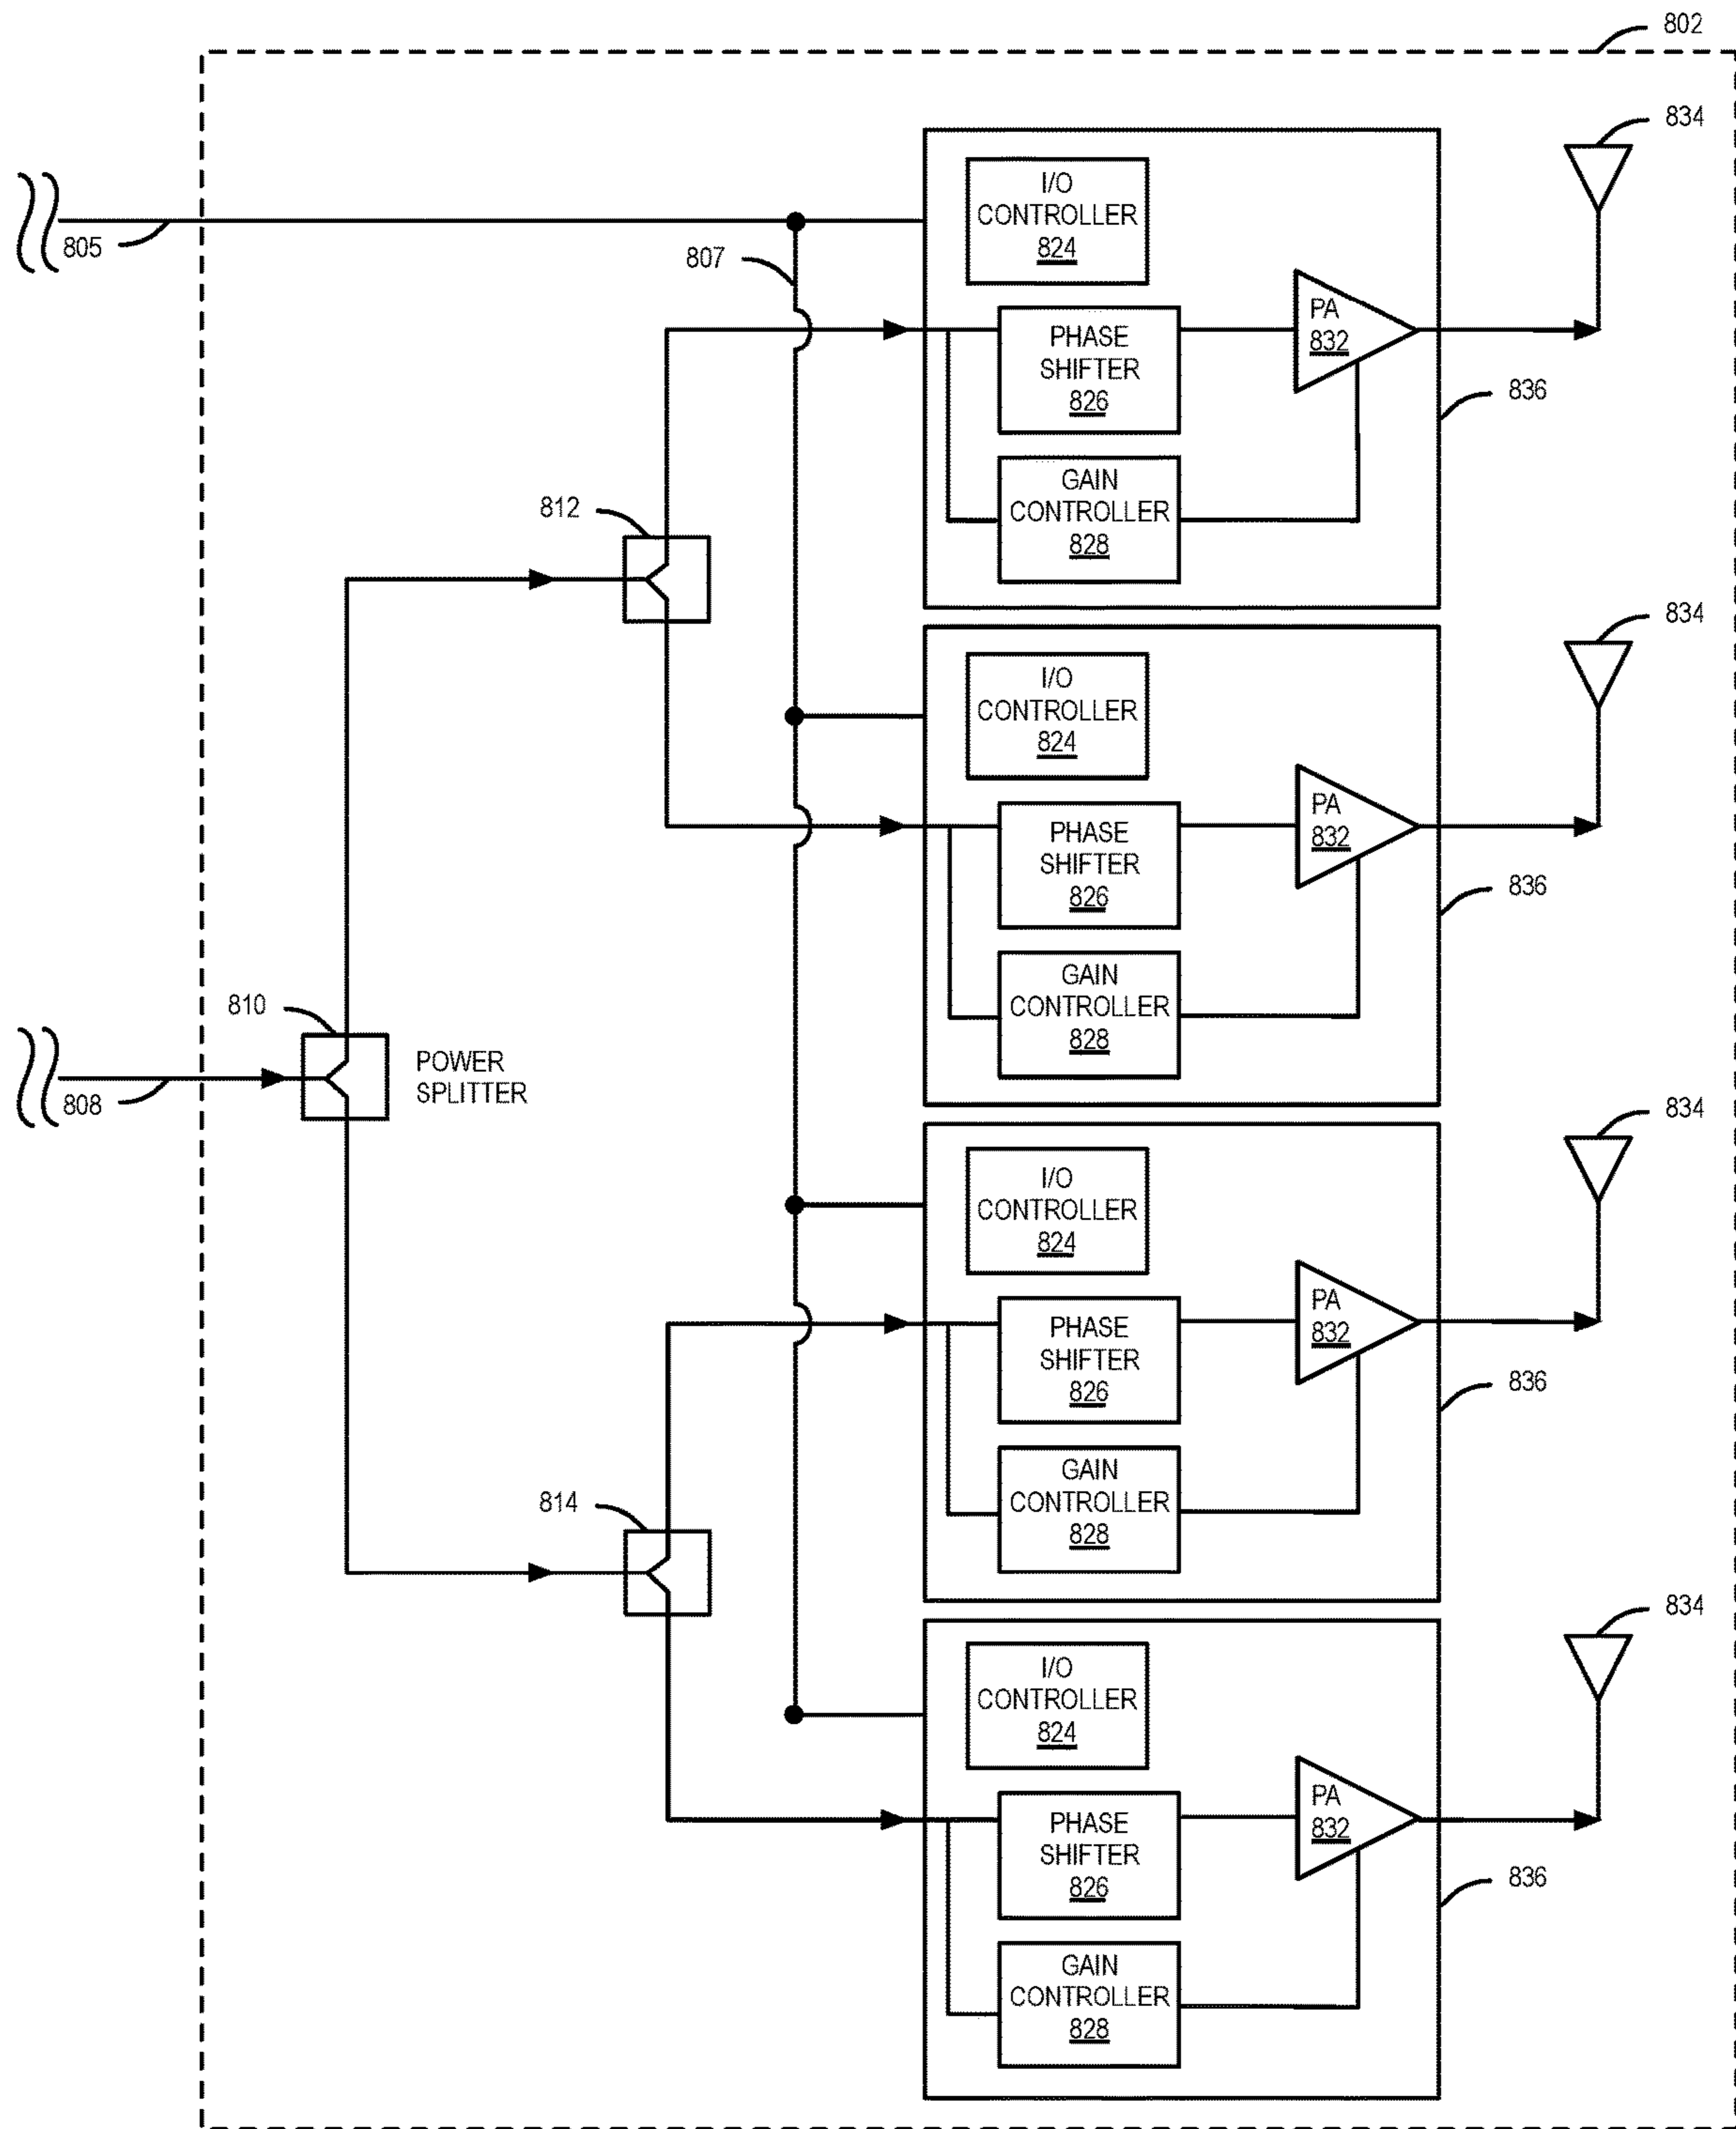 802
834
I/O
CONTROLLER
824
805
807
PA
832
PHASE
SHIFTER
826
836
GAIN
CONTROLLER
828
812
834
I/O
CONTROLLER
824
PA
832
PHASE
SHIFTER
826
836
GAIN
CONTROLLER
828
810
POWER
SPLITTER
808
834
I/O
CONTROLLER
824
PA
832
PHASE
SHIFTER
826
836
GAIN
CONTROLLER
828
814
834
I/O
CONTROLLER
824
PA
832
PHASE
SHIFTER
826
836
GAIN
CONTROLLER
828